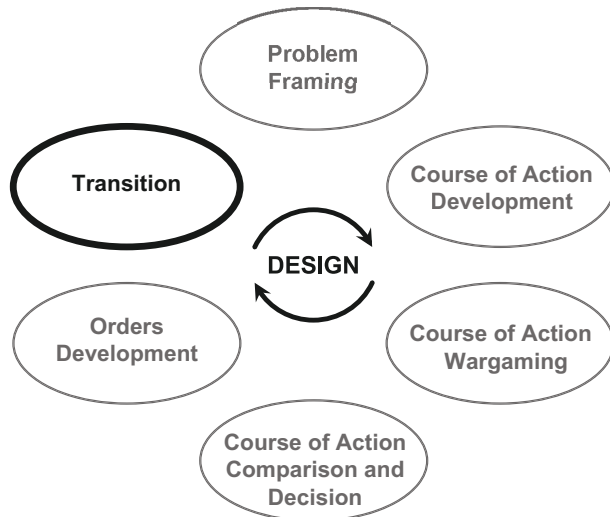 Problem
Framing
Transition
Course of Action
Development
DESIGN
Orders
Development
Course of Action
Wargaming
Course of Action
Comparison and
Decision